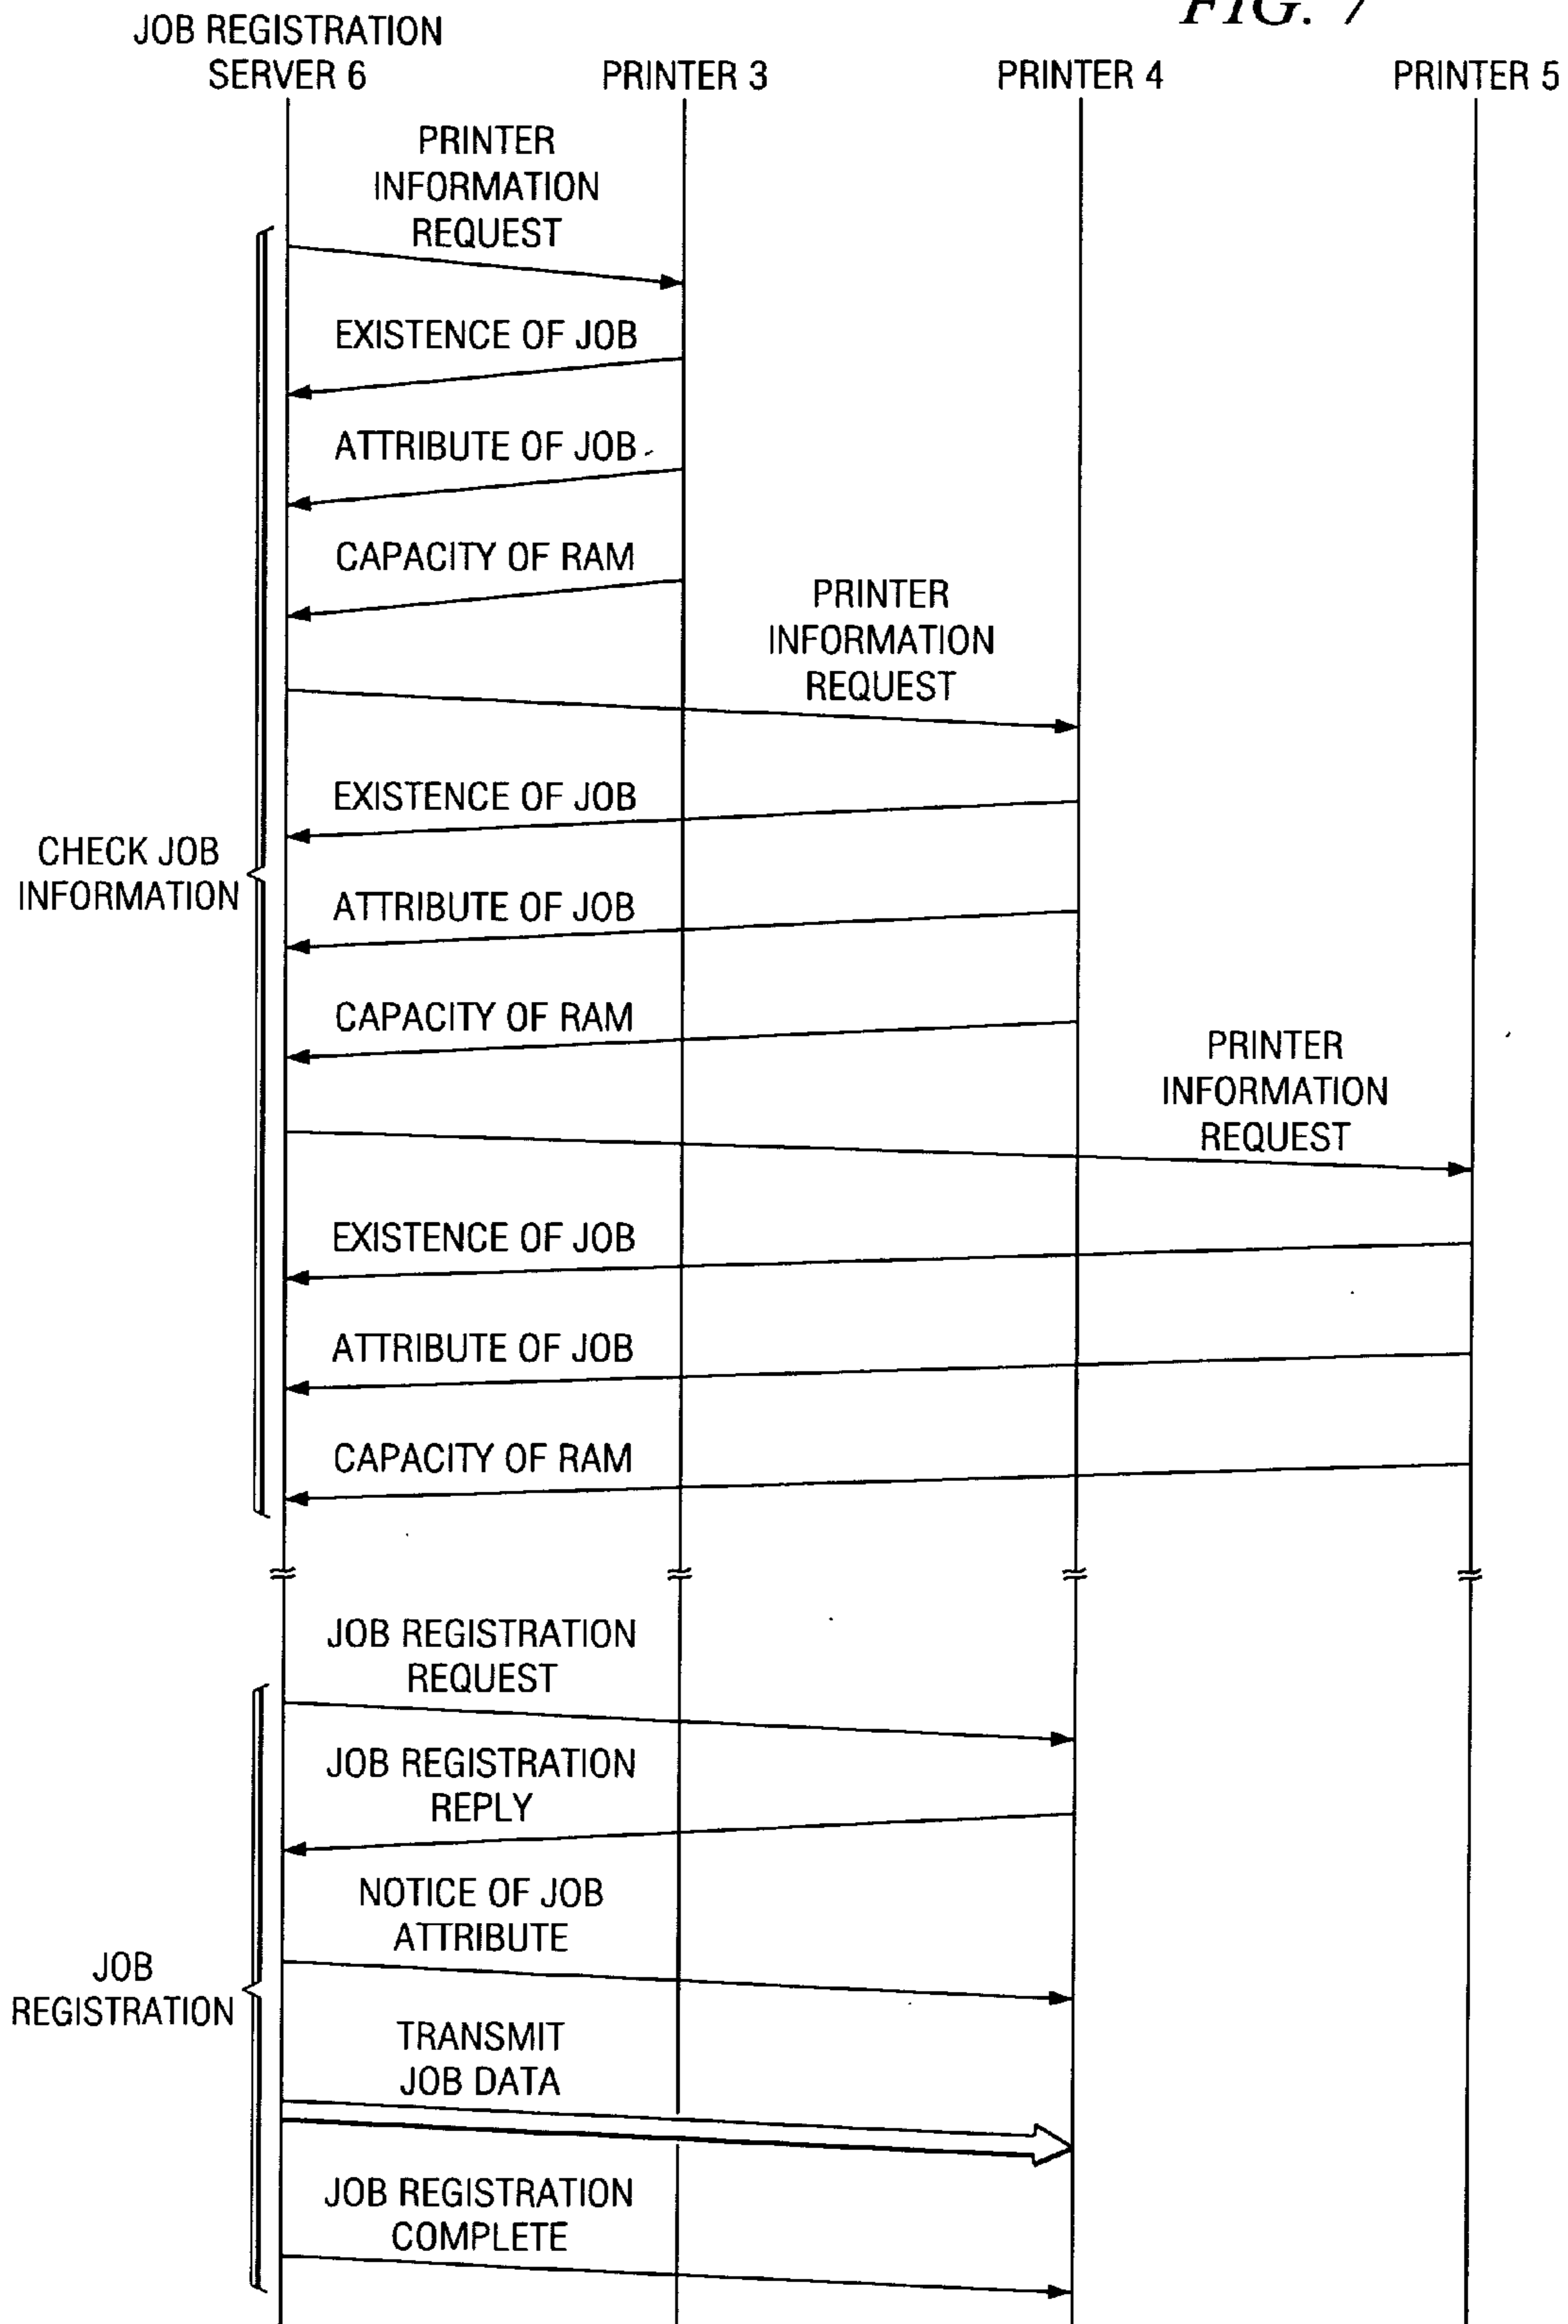 FIG. 7
JOB REGISTRATION
SERVER 6
PRINTER 3
PRINTER 4
PRINTER 5
PRINTER
INFORMATION
REQUEST
EXISTENCE OF JOB
ATTRIBUTE OF JOB
CAPACITY OF RAM
PRINTER
INFORMATION
REQUEST
EXISTENCE OF JOB
CHECK JOB
INFORMATION
ATTRIBUTE OF JOB
CAPACITY OF RAM
PRINTER
INFORMATION
REQUEST
EXISTENCE OF JOB
ATTRIBUTE OF JOB
CAPACITY OF RAM
JOB REGISTRATION
REQUEST
JOB REGISTRATION
REPLY
NOTICE OF JOB
ATTRIBUTE
JOB
REGISTRATION
TRANSMIT
JOB DATA
JOB REGISTRATION
COMPLETE